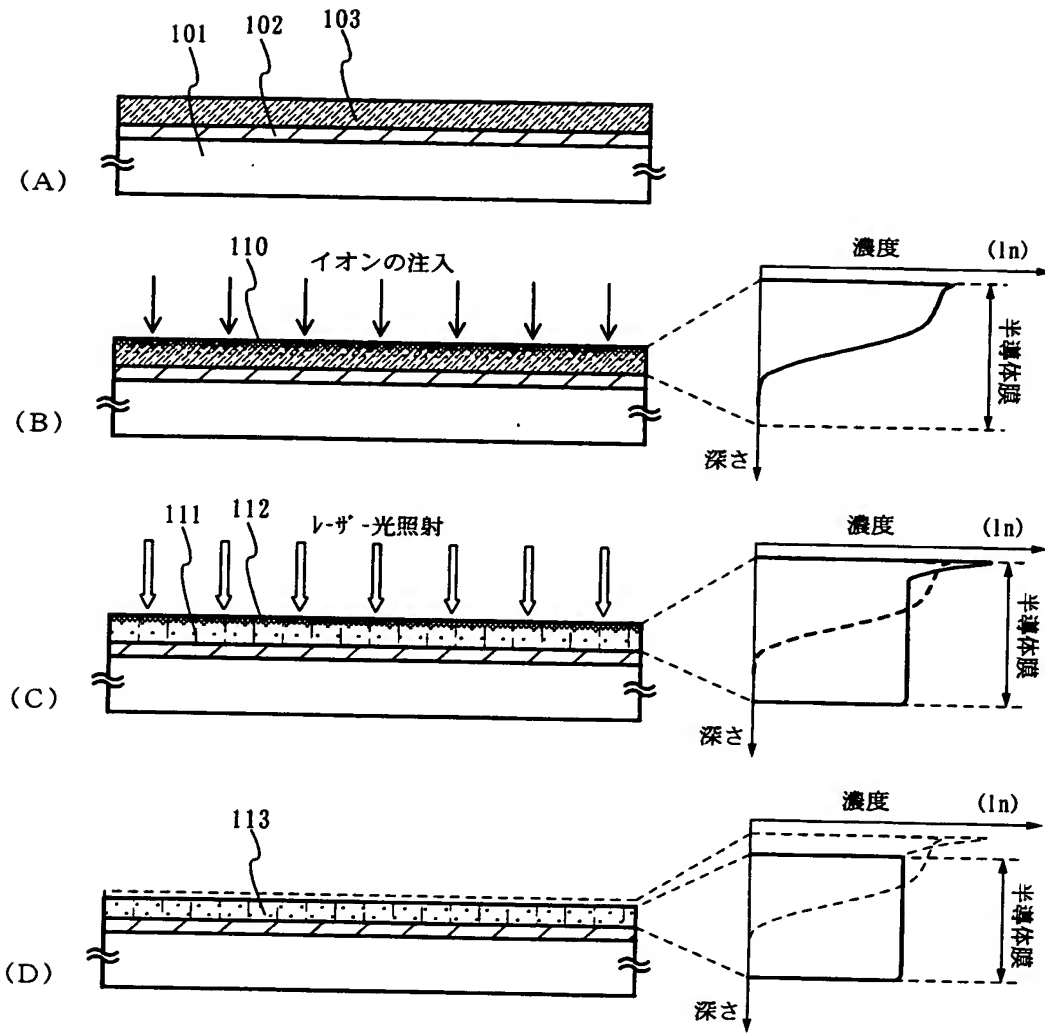 101
102
103
(A)
110
イオンの注入
濃度
(ln)
半導体膜
深さ
(B)
111
112
レーザー光照射
濃度
(ln)
半導体膜
深さ
(C)
113
濃度
(ln)
半導体膜
深さ
(D)